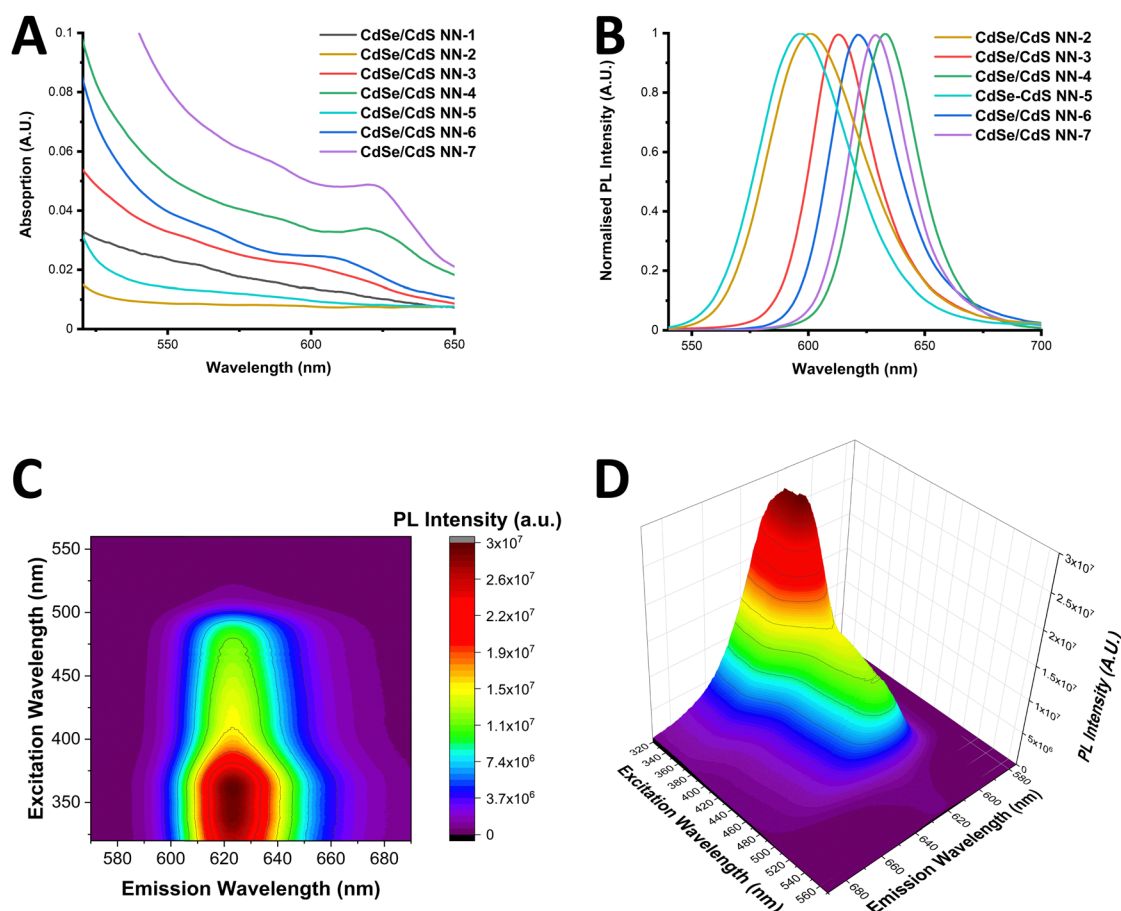 A
Absoprtion (A.U.)
0.1
0.08
0.06
0.04
0.02
0
550
600
650
Wavelength (nm)
CdSe/CdS NN-1
CdSe/CdS NN-2
CdSe/CdS NN-3
CdSe/CdS NN-4
CdSe/CdS NN-5
CdSe/CdS NN-6
CdSe/CdS NN-7
B
Normalised PL Intensity (A.U.)
1
0.8
0.6
0.4
0.2
0
550
600
650
700
Wavelength (nm)
CdSe/CdS NN-2
CdSe/CdS NN-3
CdSe/CdS NN-4
CdSe-CdS NN-5
CdSe/CdS NN-6
CdSe/CdS NN-7
C
Excitation Wavelength (nm)
550
500
450
400
350
580
600
620
640
660
680
Emission Wavelength (nm)
PL Intensity (a.u.)
3x10⁷
2.6x10⁷
2.2x10⁷
1.9x10⁷
1.5x10⁷
1.1x10⁷
7.4x10⁶
3.7x10⁶
0
D
3x10⁷
2.5x10⁷
2x10⁷
1.5x10⁷
1x10⁷
5x10⁶
0
PL Intensity (A.U.)
320
340
360
380
400
420
440
460
480
500
520
540
560
Excitation Wavelength (nm)
580
600
620
640
660
680
Emission Wavelength (nm)